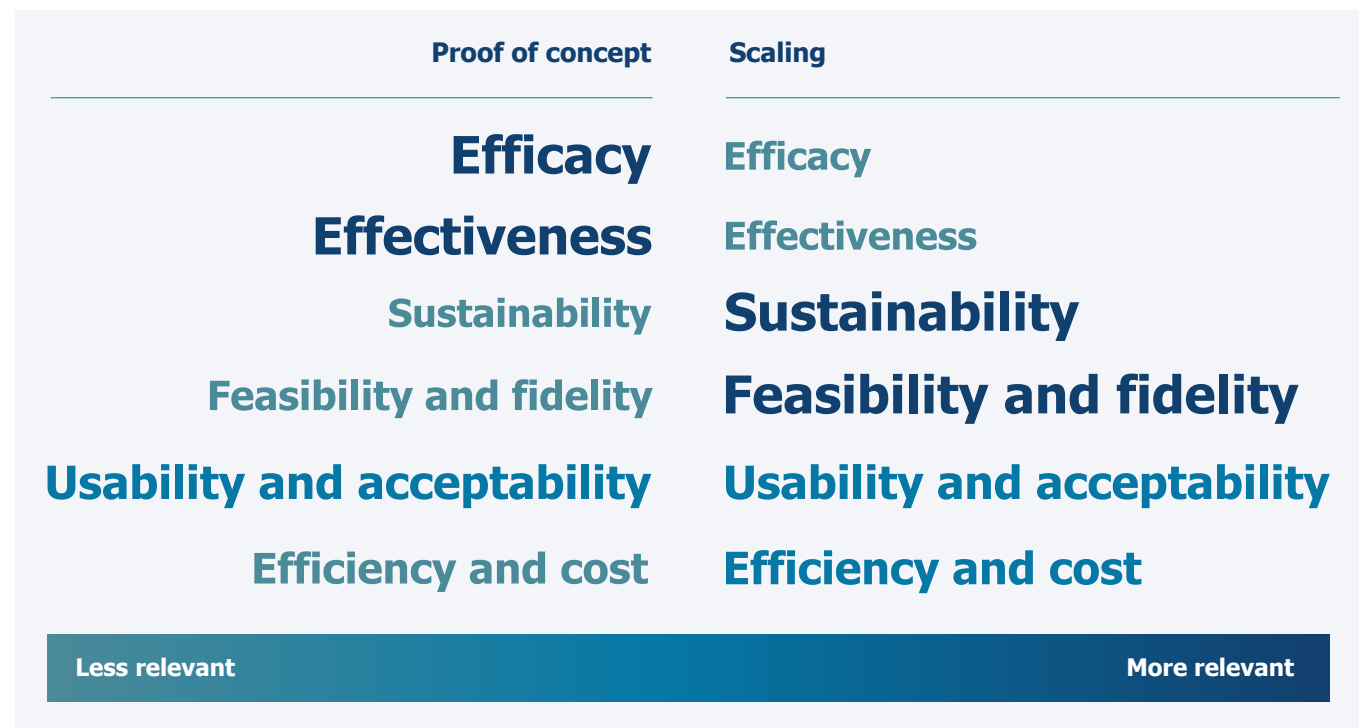 Proof of concept Scaling
Efficacy Efficacy
Effectiveness Effectiveness
Sustainability Sustainability
Feasibility and fidelity Feasibility and fidelity
Usability and acceptability Usability and acceptability
Efficiency and cost Efficiency and cost
Less relevant More relevant